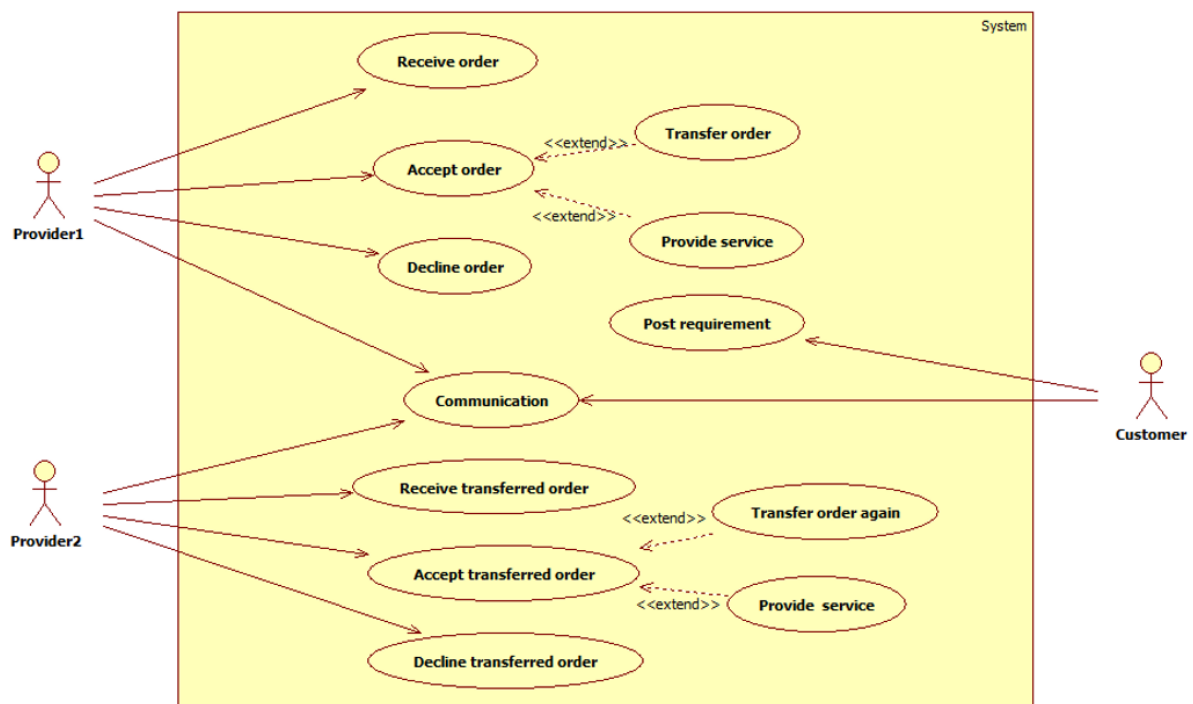 System
Receive order
Transfer order
<<extend>>
Accept order
<<extend>>
Provider1
Provide service
Decline order
Post requirement
Communication
Customer
Receive transferred order
Transfer order again
<<extend>>
Provider2
Accept transferred order
<<extend>>
Provide  service
Decline transferred order